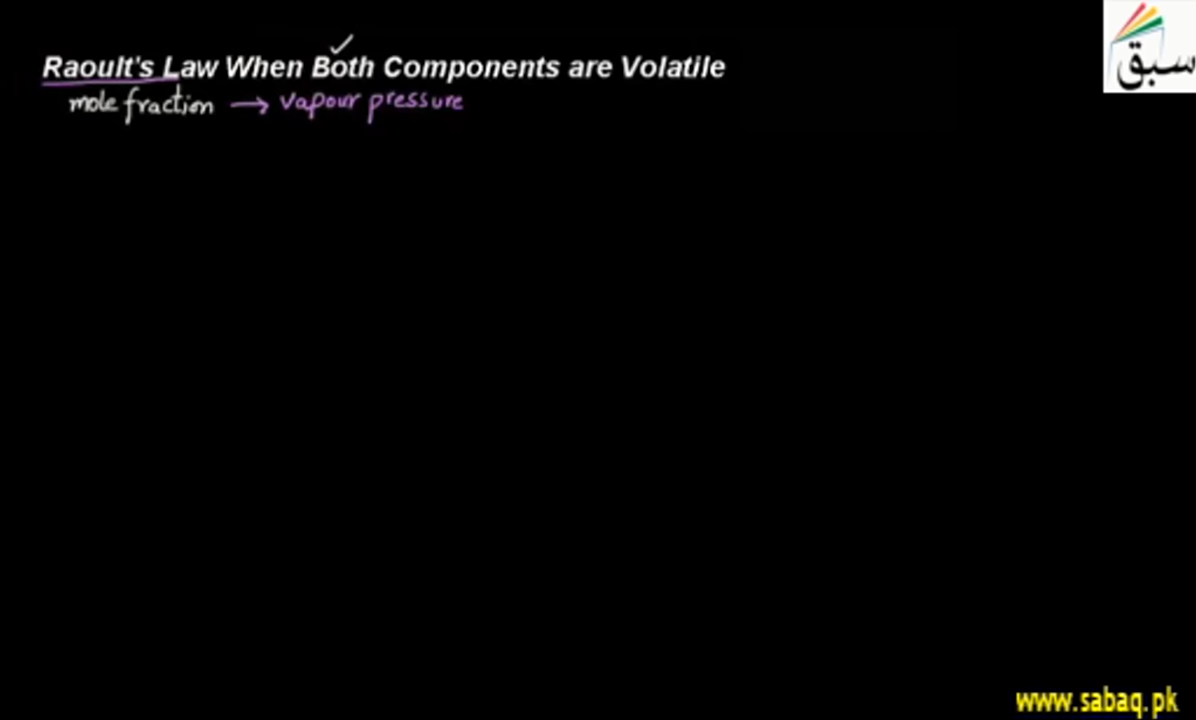 Raoult's Law When Both Components are Volatile
mole fraction → vapour pressure
سبق
www.sabaq.pk